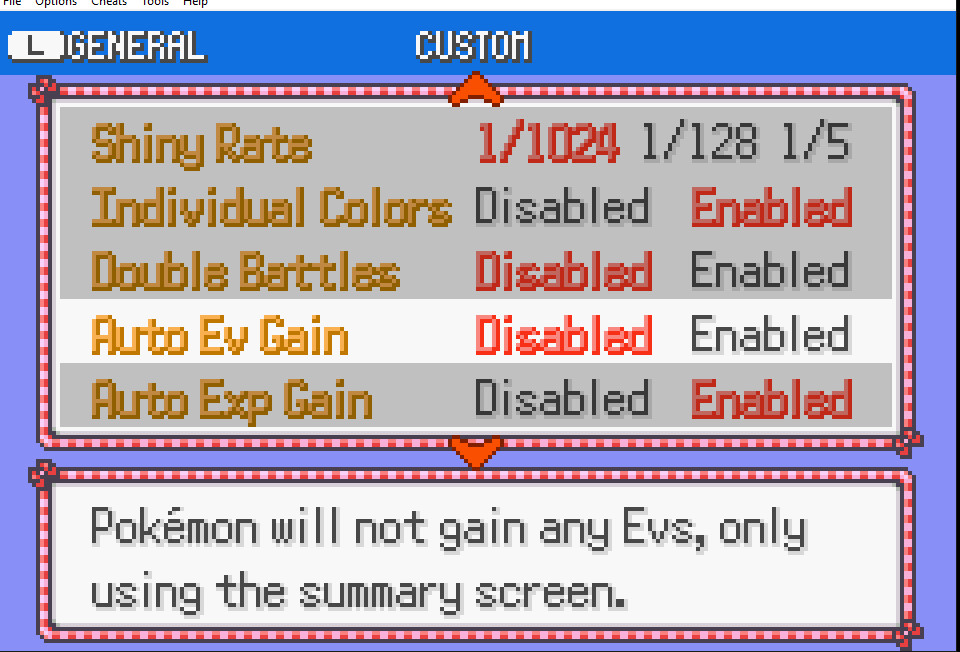 File Options Cheats Tools Help
L GENERAL CUSTOM
Shiny Rate 1/1024 1/128 1/5
Individual Colors Disabled Enabled
Double Battles Disabled Enabled
Auto Ev Gain Disabled Enabled
Auto Exp Gain Disabled Enabled
Pokémon will not gain any Evs, only
using the summary screen.